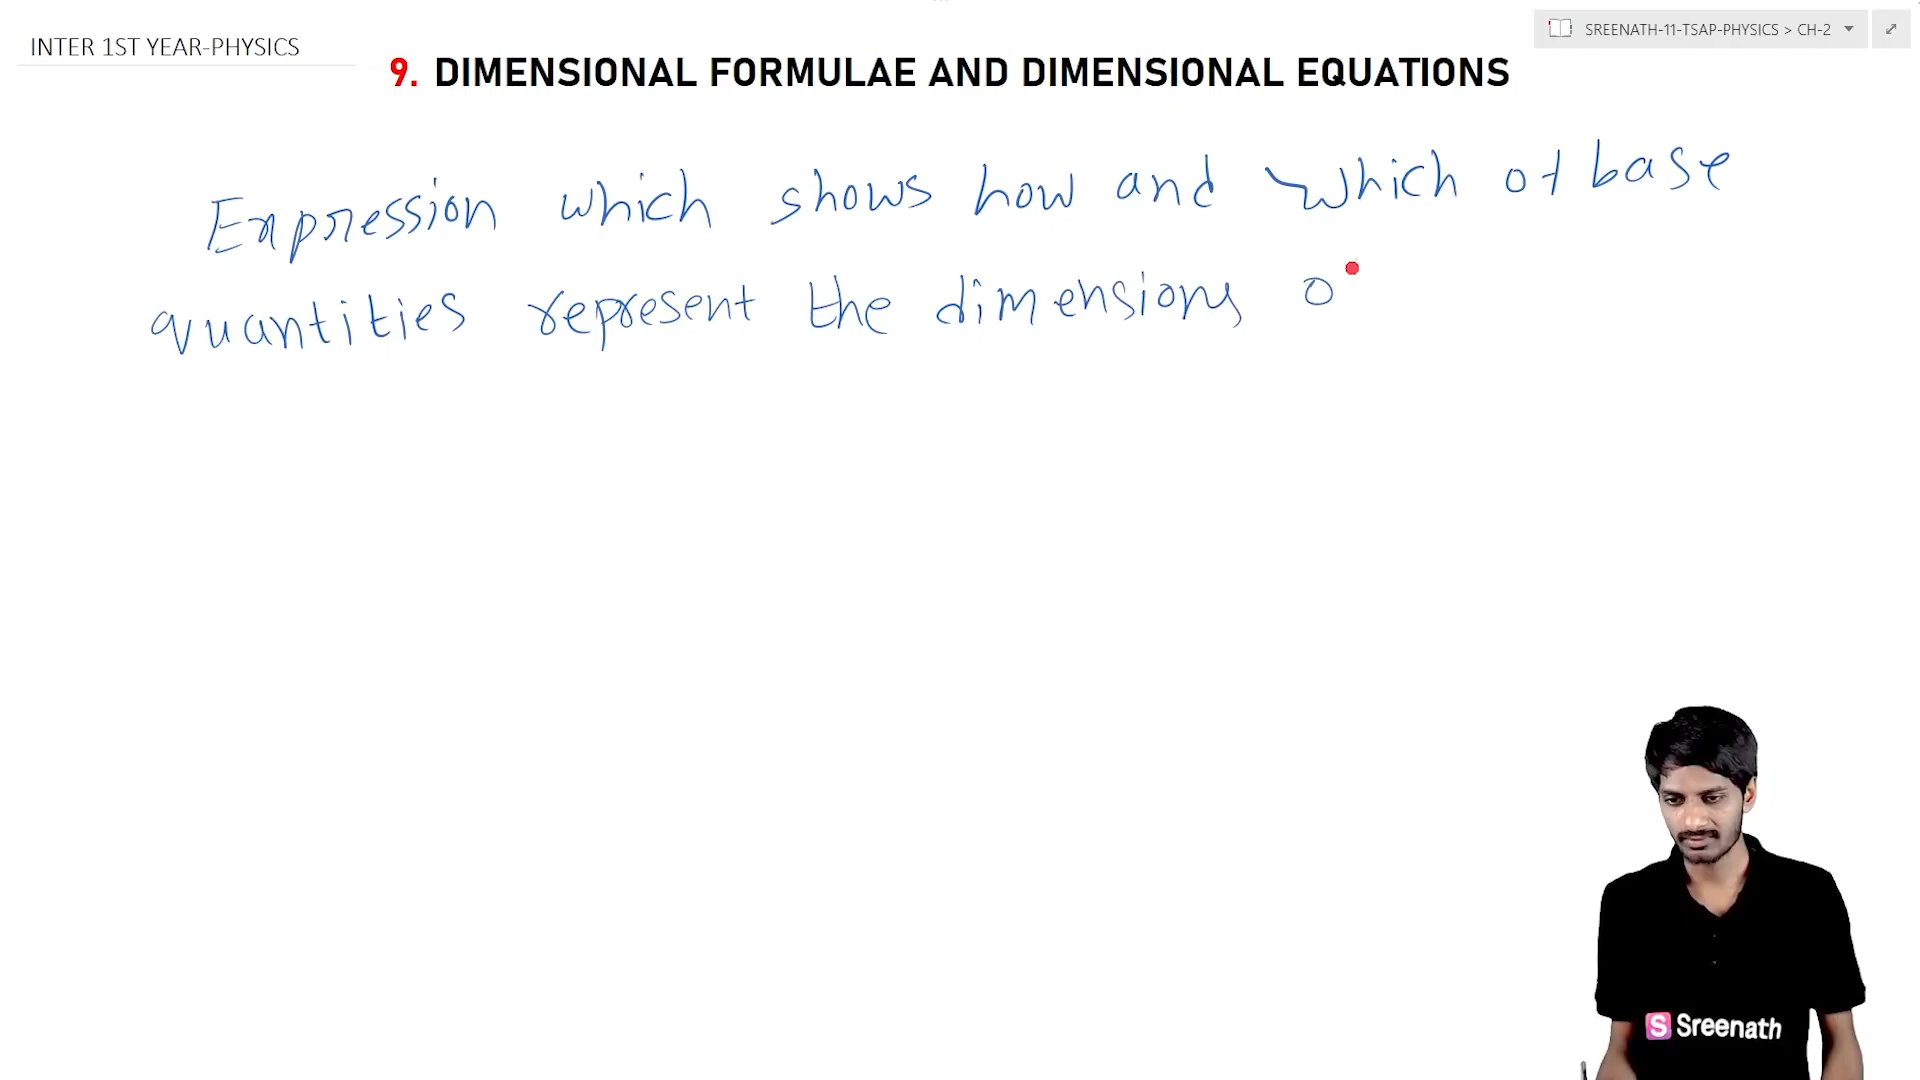 INTER 1ST YEAR-PHYSICS
SREENATH-11-TSAP-PHYSICS > CH-2
9. DIMENSIONAL FORMULAE AND DIMENSIONAL EQUATIONS
Expression which shows how and which of base
quantities represent the dimensions o
S Sreenath